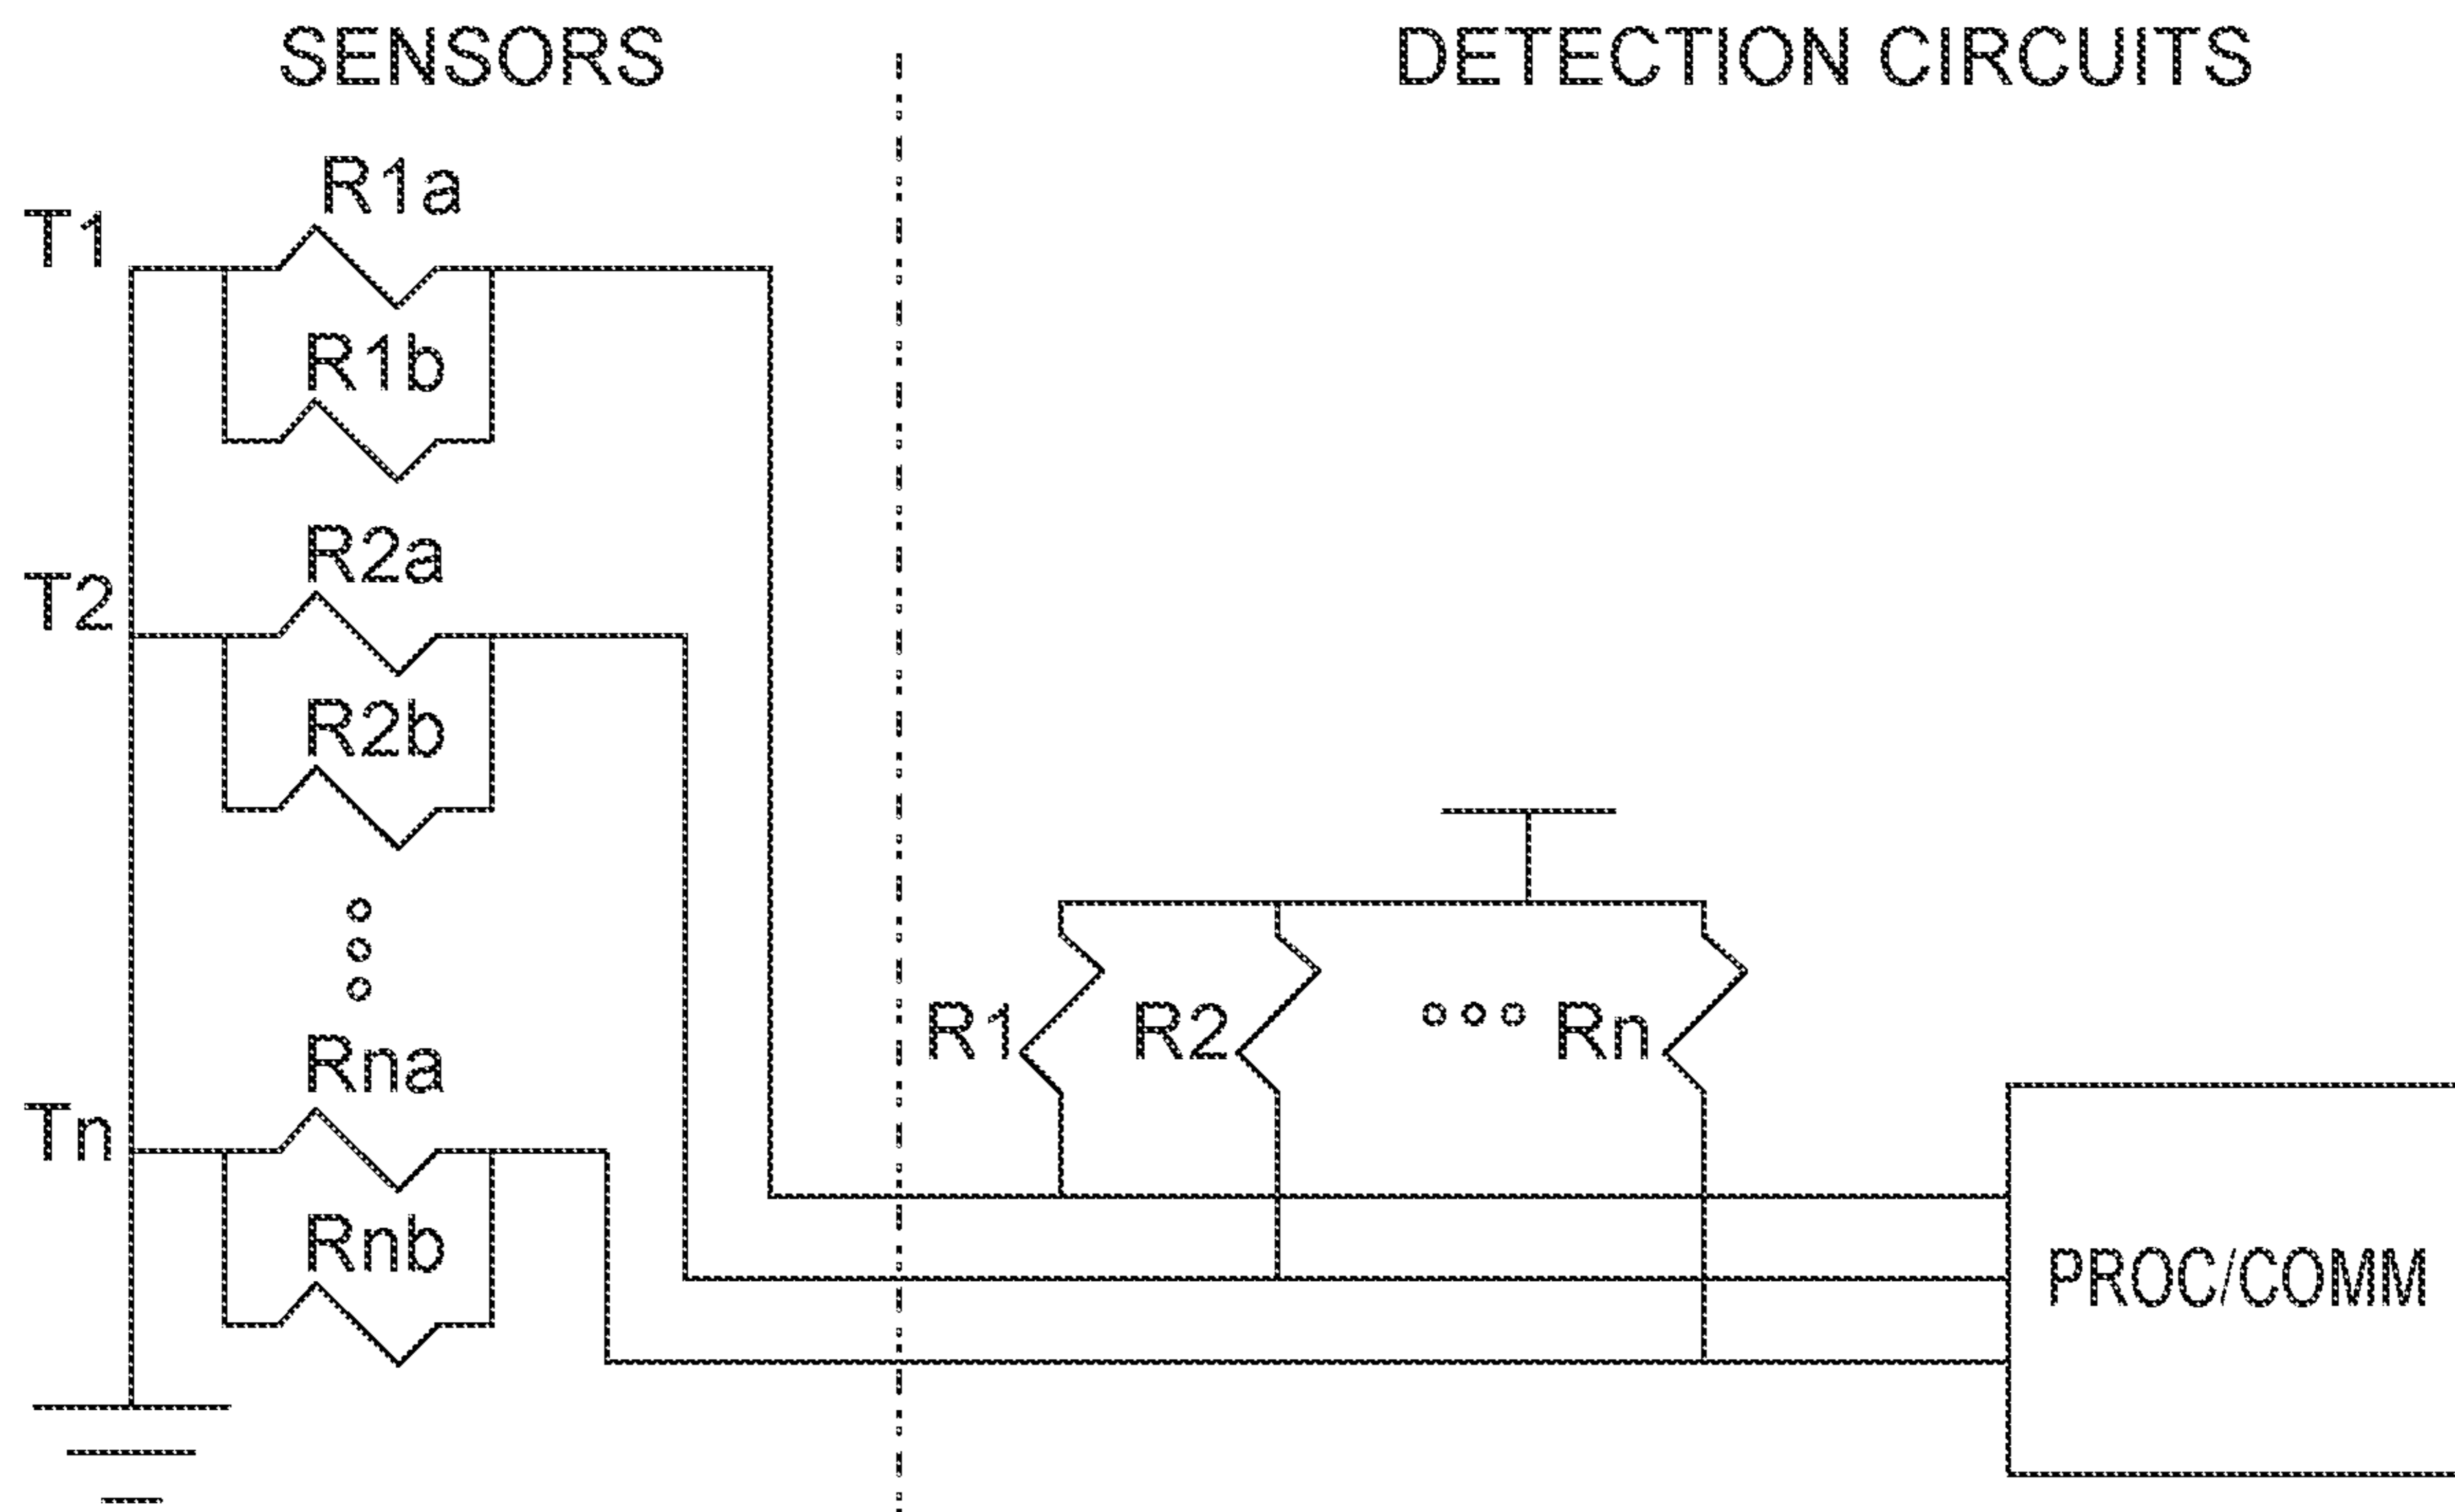 SENSORS
DETECTION CIRCUITS
R1a
T1
R1b
R2a
T2
R2b
R1
R2
Rn
Rna
Tn
Rnb
PROC/COMM